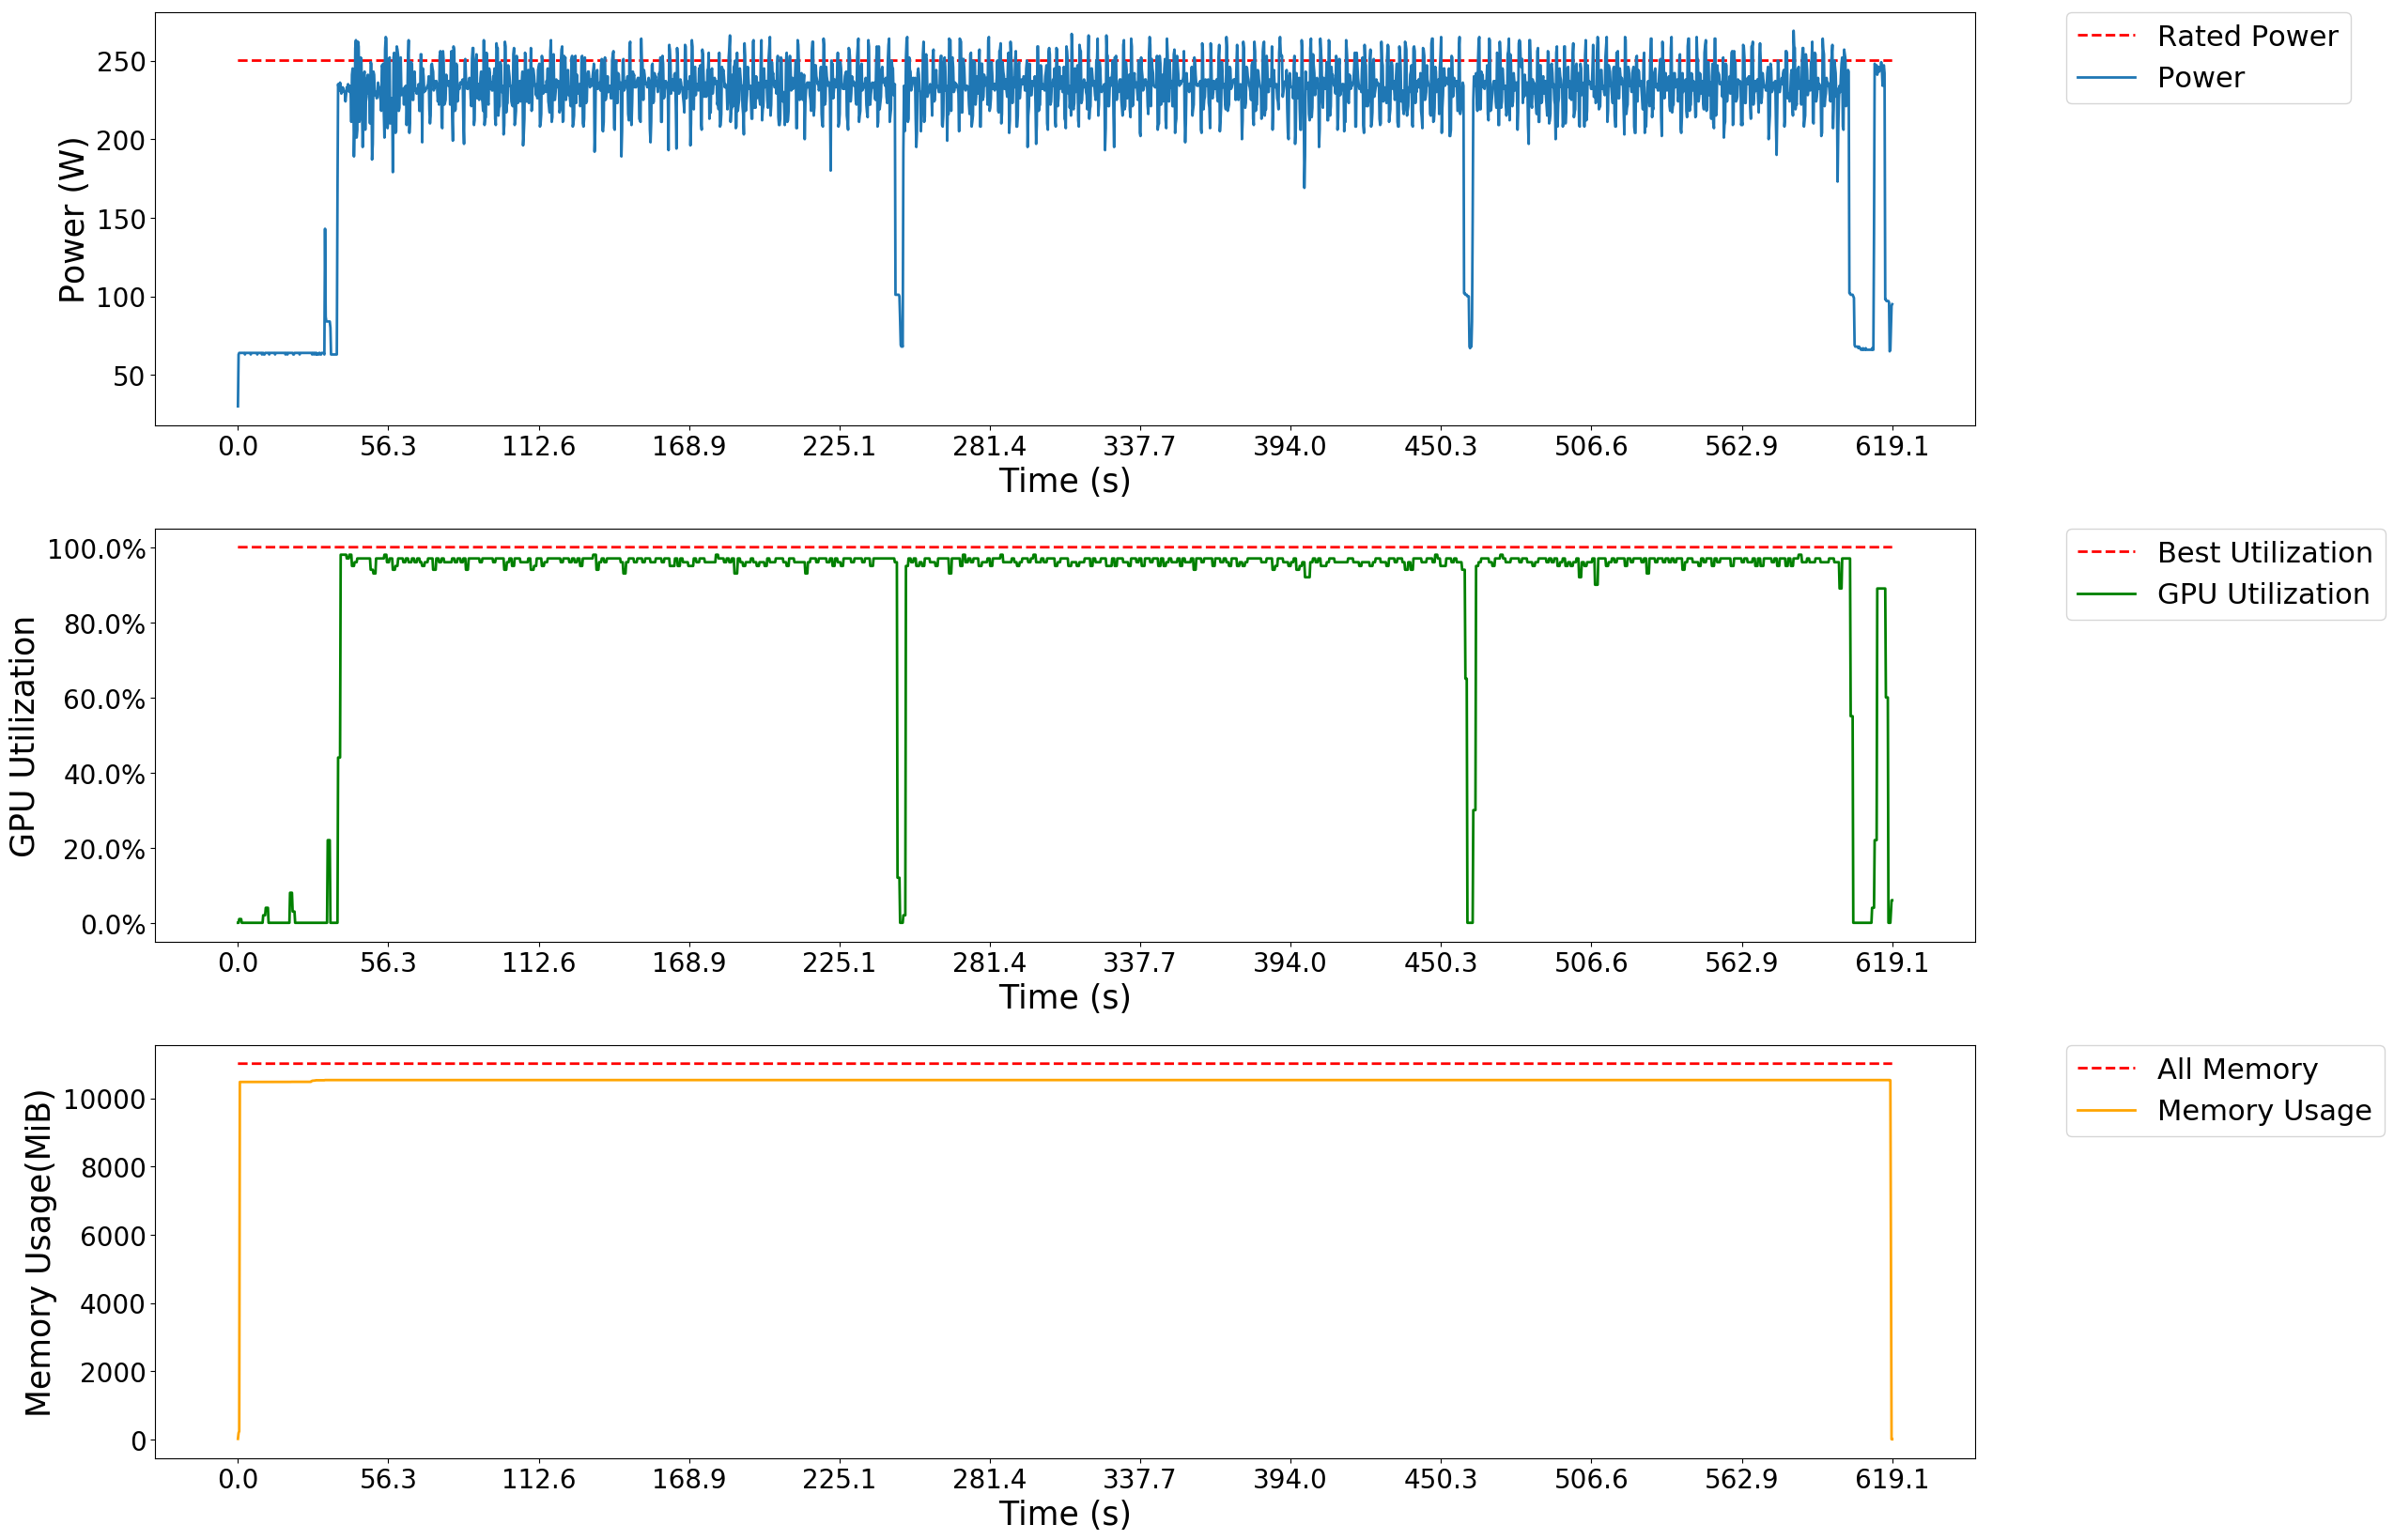 Power (W)
250
200
150
100
50
0.0 56.3 112.6 168.9 225.1 281.4 337.7 394.0 450.3 506.6 562.9 619.1
Time (s)
Rated Power
Power
GPU Utilization
100.0%
80.0%
60.0%
40.0%
20.0%
0.0%
0.0 56.3 112.6 168.9 225.1 281.4 337.7 394.0 450.3 506.6 562.9 619.1
Time (s)
Best Utilization
GPU Utilization
Memory Usage(MiB)
10000
8000
6000
4000
2000
0
0.0 56.3 112.6 168.9 225.1 281.4 337.7 394.0 450.3 506.6 562.9 619.1
Time (s)
All Memory
Memory Usage